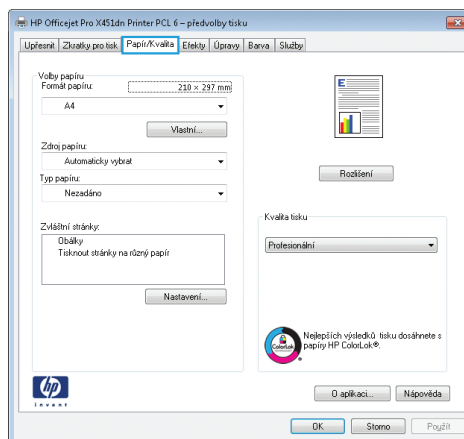 HP Officejet Pro X451dn Printer PCL 6 – předvolby tisku
Upřesnit Zkratky pro tisk Papír/Kvalita Efekty Úpravy Barva Služby
Volby papíru
Formát papíru: 210 × 297 mm
A4
Vlastní...
Zdroj papíru:
Automaticky vybrat
Typ papíru:
Nezadáno
Zvláštní stránky:
Obálky
Tisknout stránky na různý papír
Nastavení...
E
Rozlišení
Kvalita tisku
Profesionální
ColorLok
Nejlepších výsledků tisku dosáhnete s
papíry HP ColorLok®.
hp
invent
O aplikaci... Nápověda
OK Storno Použít